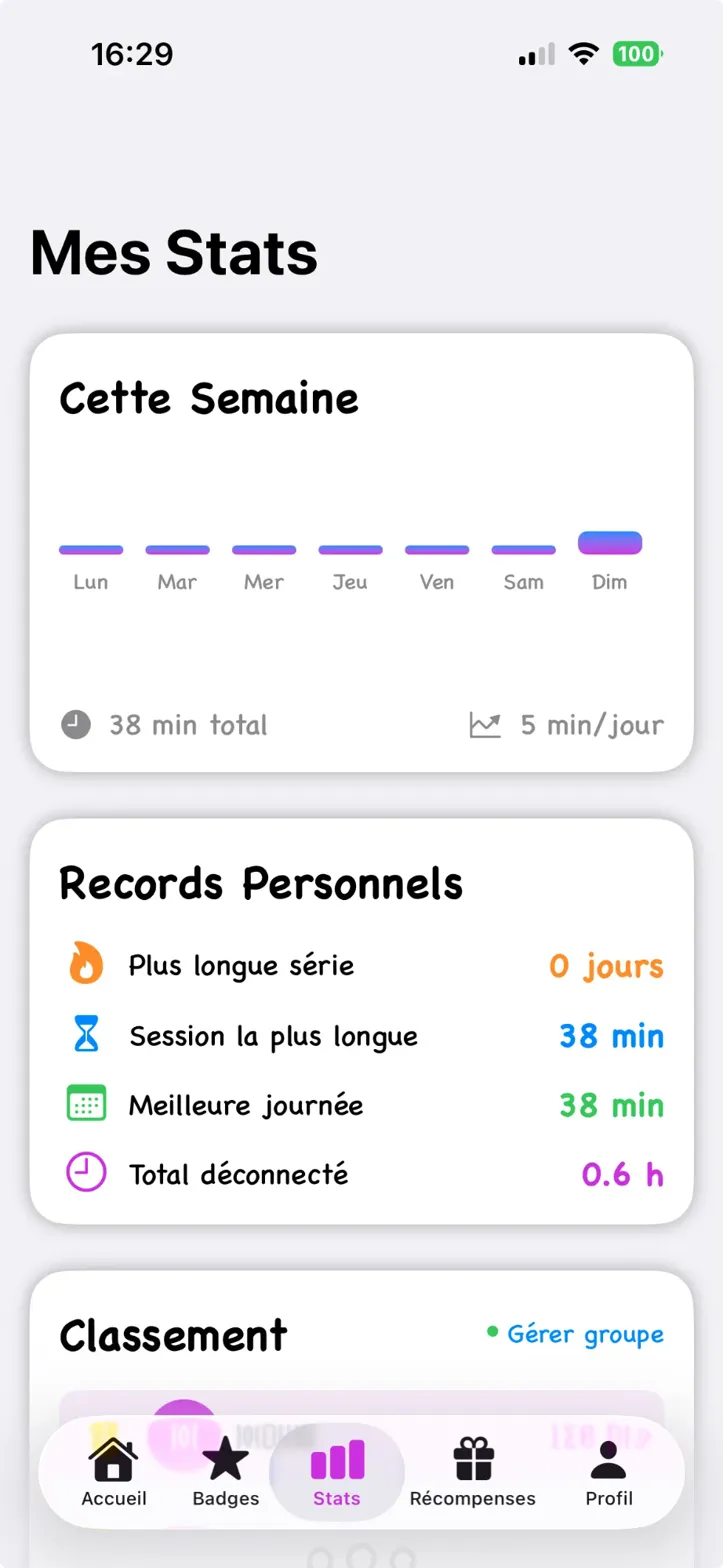 16:29
100
Mes Stats
Cette Semaine
Lun Mar Mer Jeu Ven Sam Dim
38 min total 5 min/jour
Records Personnels
Plus longue série 0 jours
Session la plus longue 38 min
Meilleure journée 38 min
Total déconnecté 0.6 h
Classement Gérer groupe
Accueil Badges Stats Récompenses Profil